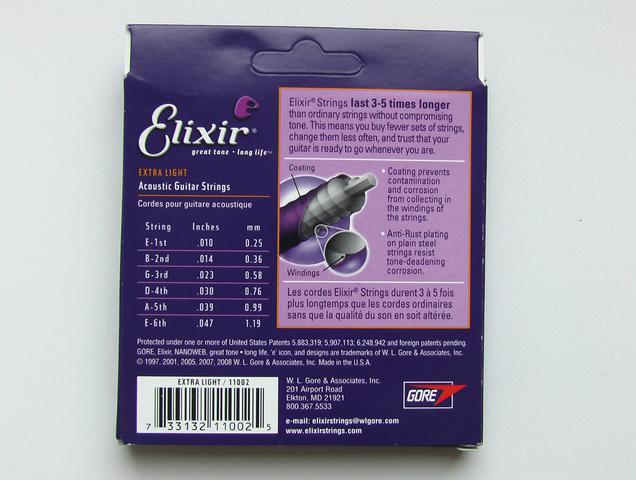 Elixir®
great tone • long life™
EXTRA LIGHT
Acoustic Guitar Strings
Cordes pour guitare acoustique
String Inches mm
E-1st .010 0.25
B-2nd .014 0.36
G-3rd .023 0.58
D-4th .030 0.76
A-5th .039 0.99
E-6th .047 1.19
Elixir® Strings last 3-5 times longer
than ordinary strings without compromising
tone. This means you buy fewer sets of strings,
change them less often, and trust that your
guitar is ready to go whenever you are.
Coating
• Coating prevents
contamination
and corrosion
from collecting in
the windings of
the strings.
• Anti-Rust plating
on plain steel
strings resist
tone-deadening
corrosion.
Windings
Les cordes Elixir® Strings durent 3 à 5 fois
plus longtemps que les cordes ordinaires
sans que la qualité du son en soit altérée.
Protected under one or more of United States Patents 5,883,319; 5,907,113; 6,248,942 and foreign patents pending.
GORE, Elixir, NANOWEB, great tone • long life, 'e' icon, and designs are trademarks of W. L. Gore & Associates, Inc.
© 1997, 2001, 2005, 2007, 2008 W. L. Gore & Associates, Inc. Made in the U.S.A.
EXTRA LIGHT / 11002
7 33132 11002 5
W. L. Gore & Associates, Inc.
201 Airport Road
Elkton, MD 21921
800.367.5533
e-mail: elixirstrings@wlgore.com
www.elixirstrings.com
GORE